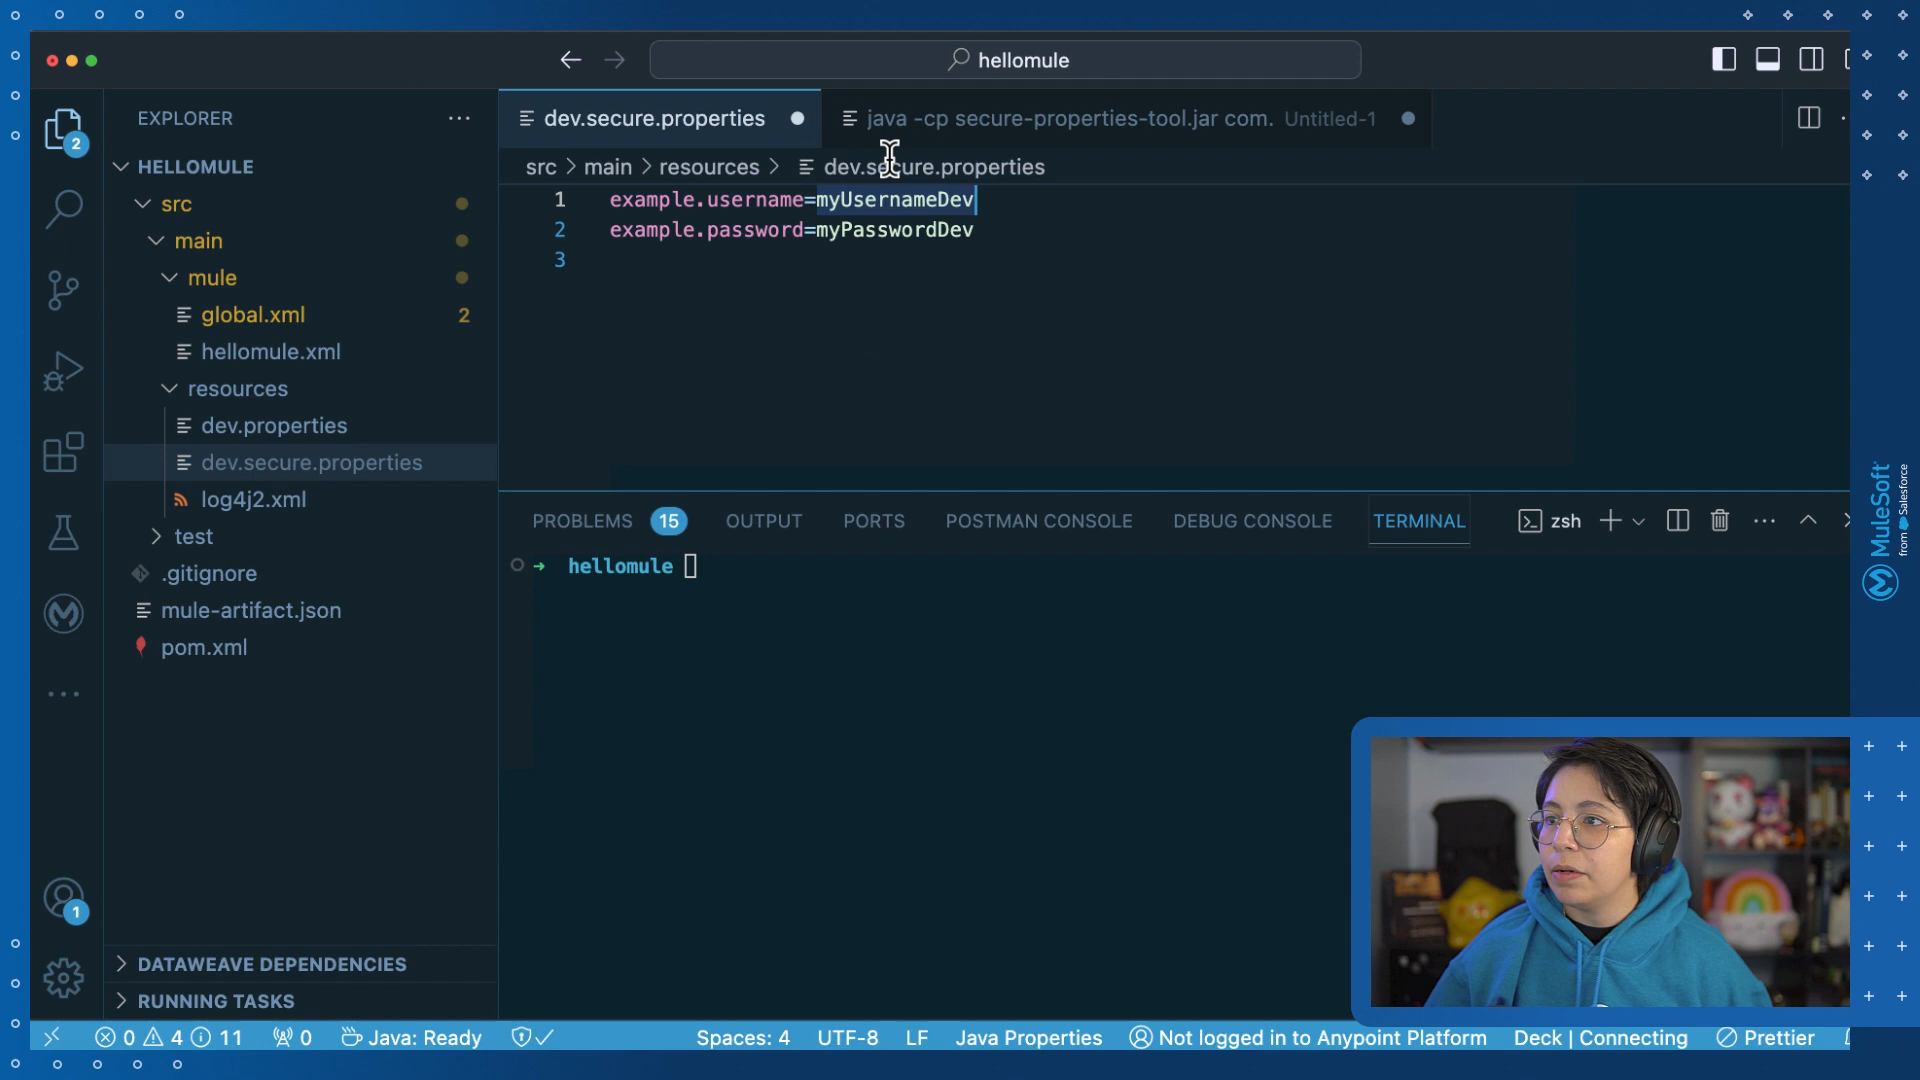 hellomule
EXPLORER
2
HELLOMULE
src
main
mule
global.xml 2
hellomule.xml
resources
dev.properties
dev.secure.properties
log4j2.xml
test
.gitignore
mule-artifact.json
pom.xml
DATAWEAVE DEPENDENCIES
RUNNING TASKS
1
dev.secure.properties
java -cp secure-properties-tool.jar com. Untitled-1
src > main > resources > dev.secure.properties
1 example.username=myUsernameDev
2 example.password=myPasswordDev
3
PROBLEMS 15 OUTPUT PORTS POSTMAN CONSOLE DEBUG CONSOLE TERMINAL zsh
hellomule
MuleSoft
from Salesforce
0 4 11 0 Java: Ready Spaces: 4 UTF-8 LF Java Properties Not logged in to Anypoint Platform Deck | Connecting Prettier